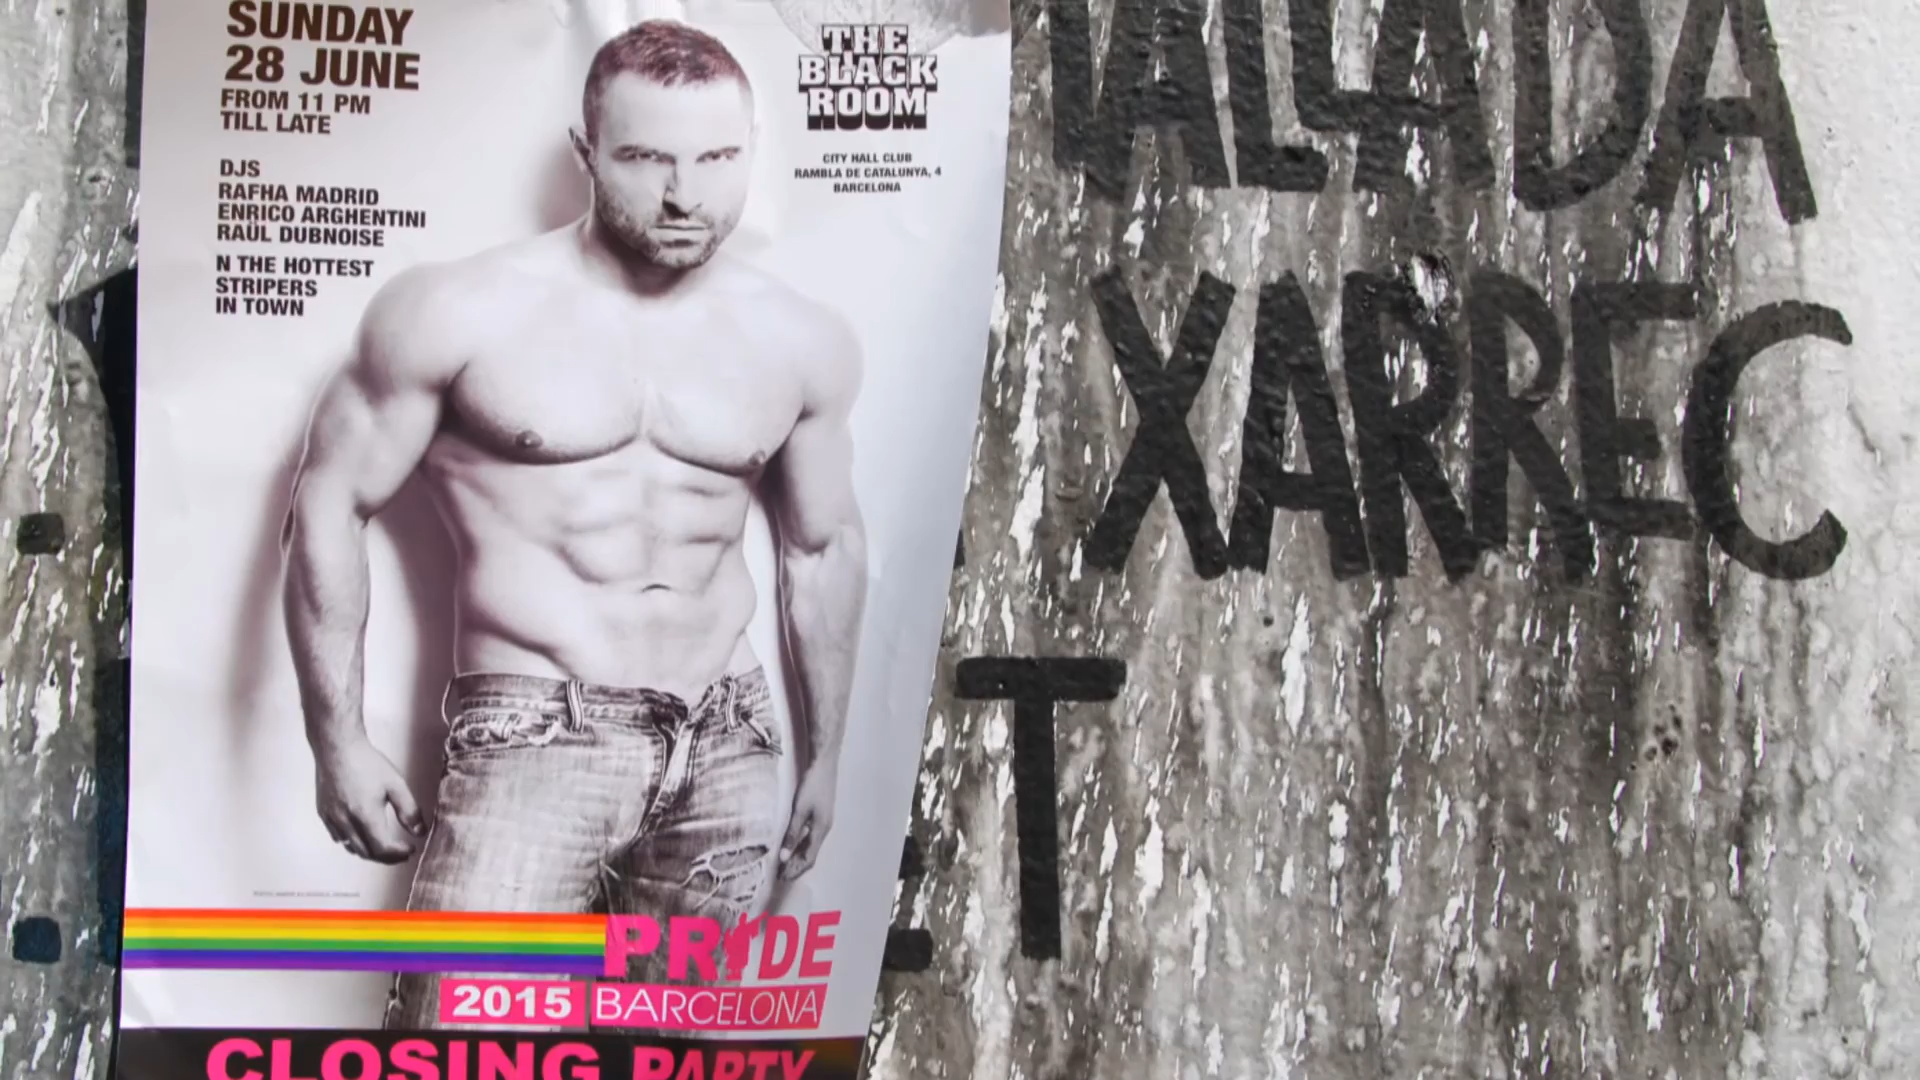 SUNDAY
28 JUNE
FROM 11 PM
TILL LATE
DJS
RAFHA MADRID
ENRICO ARGHENTINI
RAÜL DUBNOISE
N THE HOTTEST
STRIPERS
IN TOWN
THE
BLACK
ROOM
CITY HALL CLUB
RAMBLA DE CATALUNYA, 4
BARCELONA
PRIDE
2015 BARCELONA
CLOSING PARTY
XARREC
T